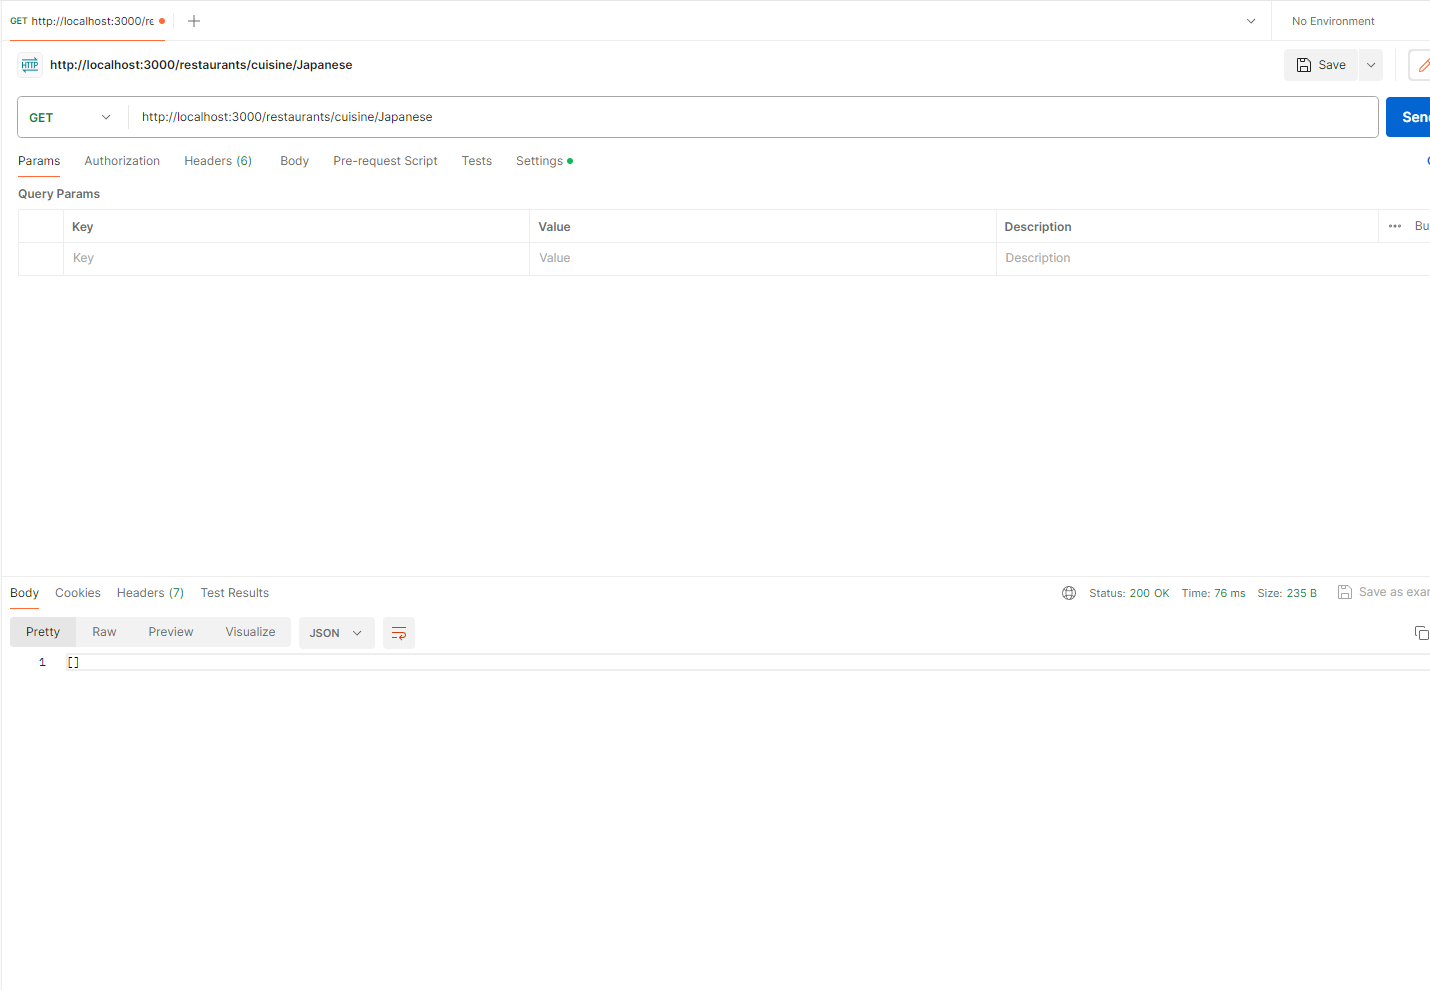 GET http://localhost:3000/re
No Environment
HTTP http://localhost:3000/restaurants/cuisine/Japanese
Save
GET http://localhost:3000/restaurants/cuisine/Japanese
Params Authorization Headers (6) Body Pre-request Script Tests Settings
Query Params
Key Value Description ••• Bu
Key Value Description
Body Cookies Headers (7) Test Results Status: 200 OK Time: 76 ms Size: 235 B Save as
Pretty Raw Preview Visualize JSON
1 []